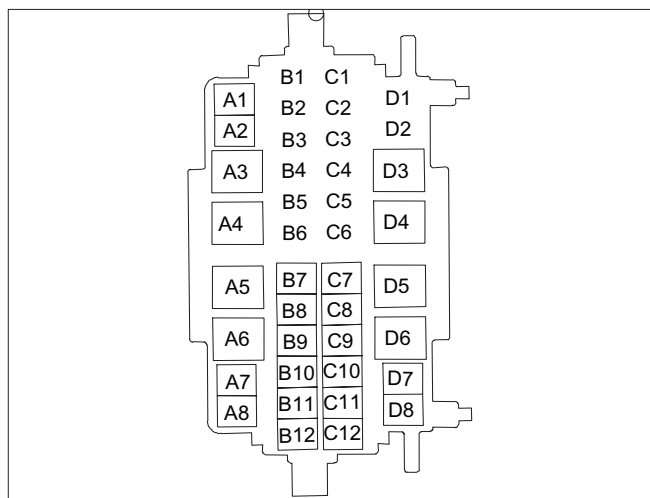 B1 C1
A1 D1
B2 C2
A2 D2
B3 C3
A3 B4 C4 D3
B5 C5
A4 D4
B6 C6
A5 B7 C7 D5
B8 C8
A6 B9 C9 D6
A7 B10 C10 D7
A8 B11 C11 D8
B12 C12